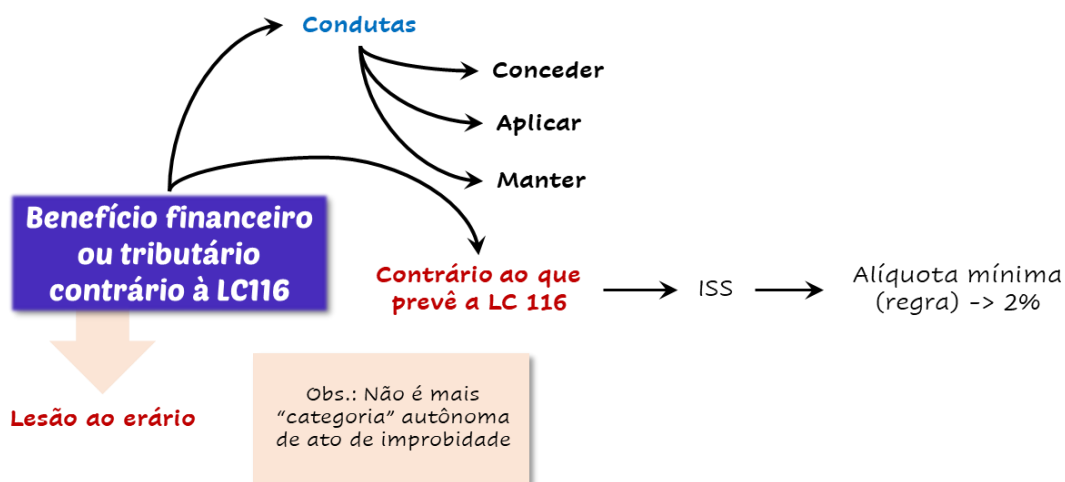 Condutas
Conceder
Aplicar
Manter
Benefício financeiro
ou tributário
contrário à LC116
Contrário ao que
prevê a LC 116
ISS
Alíquota mínima
(regra) -> 2%
Lesão ao erário
Obs.: Não é mais
“categoria” autônoma
de ato de improbidade